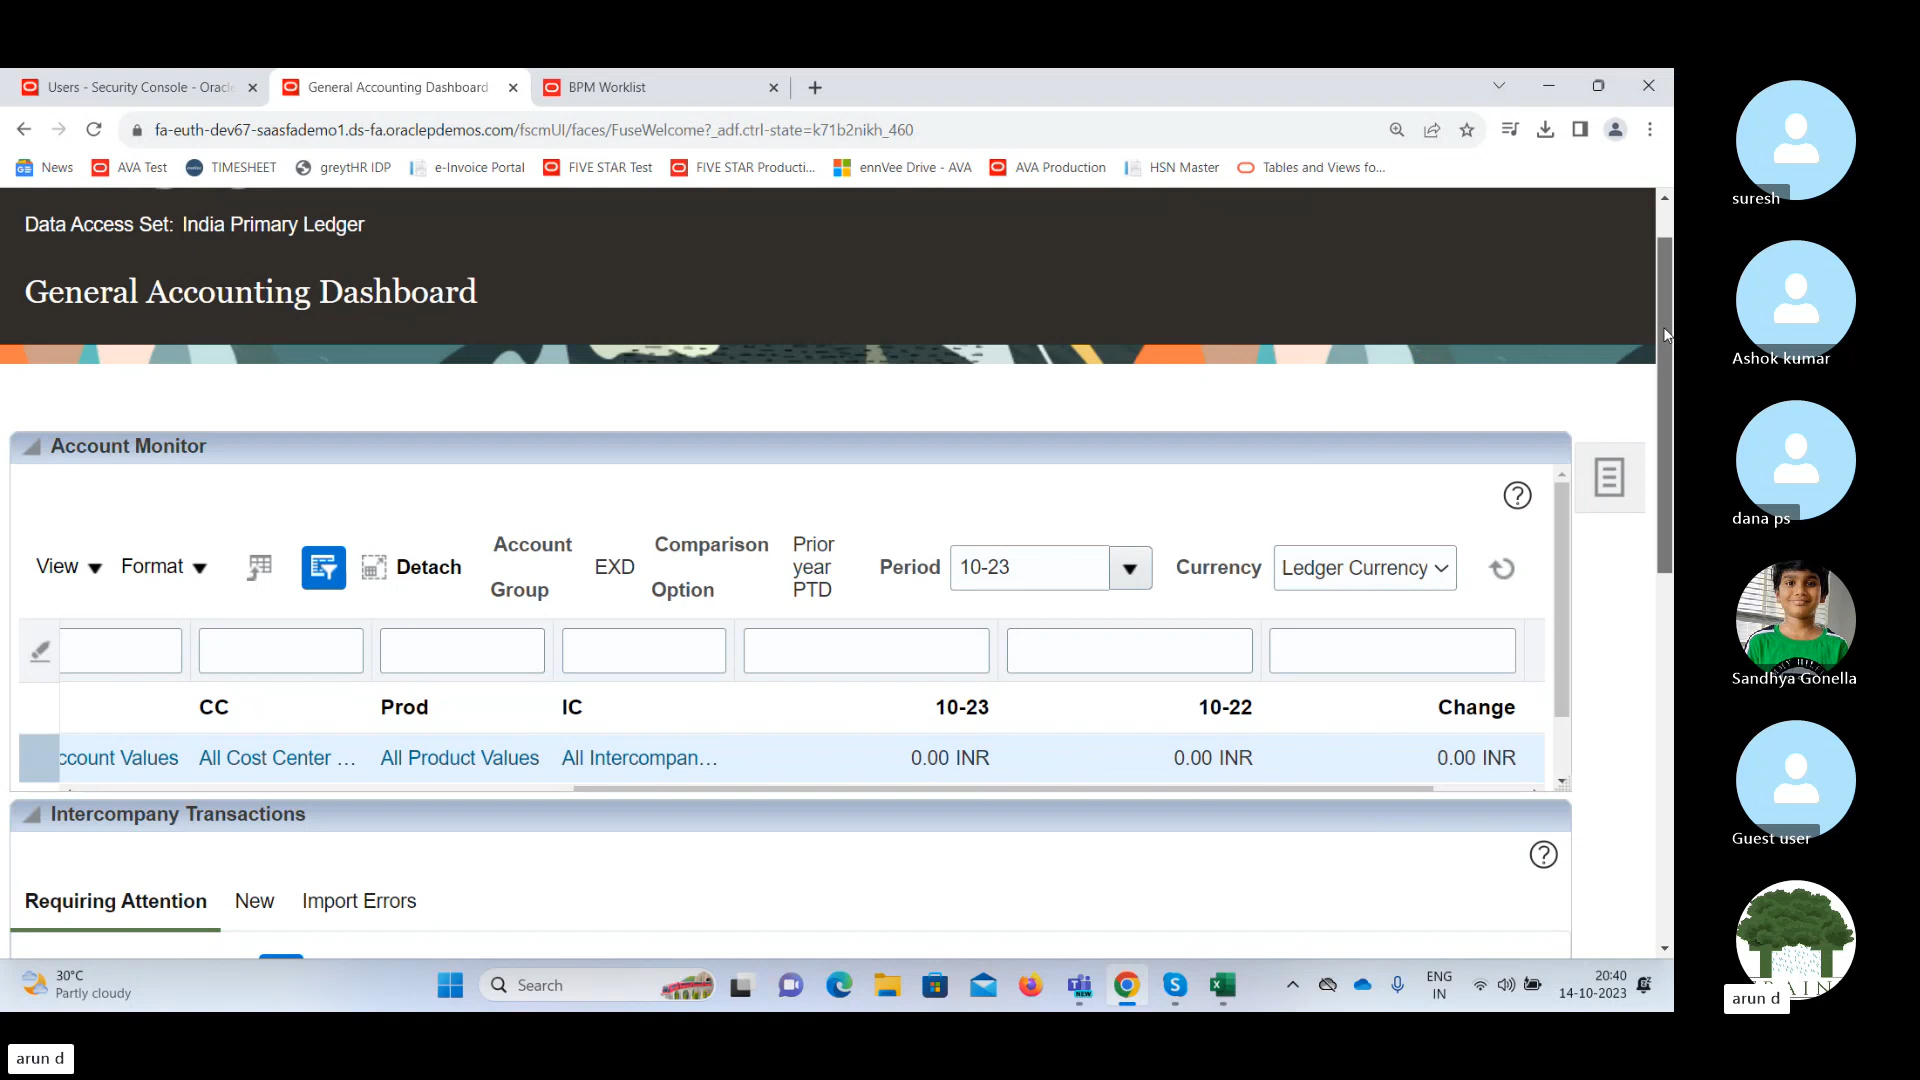 Users - Security Console - Oracl
General Accounting Dashboard
BPM Worklist
fa-euth-dev67-saasfademo1.ds-fa.oraclepdemos.com/fscmUI/faces/FuseWelcome?_adf.ctrl-state=k71b2nikh_460
News
AVA Test
TIMESHEET
greytHR IDP
e-Invoice Portal
FIVE STAR Test
FIVE STAR Producti...
ennVee Drive - AVA
AVA Production
HSN Master
Tables and Views fo...
Data Access Set: India Primary Ledger
General Accounting Dashboard
Account Monitor
View
Format
Detach
Account Group
EXD
Comparison Option
Prior year PTD
Period
10-23
Currency
Ledger Currency
CC
Prod
IC
10-23
10-22
Change
ccount Values
All Cost Center ...
All Product Values
All Intercompan...
0.00 INR
0.00 INR
0.00 INR
Intercompany Transactions
Requiring Attention
New
Import Errors
30°C
Partly cloudy
Search
NEW
ENG
IN
20:40
14-10-2023
suresh
Ashok kumar
dana ps
Sandhya Gonella
Guest user
arun d
arun d